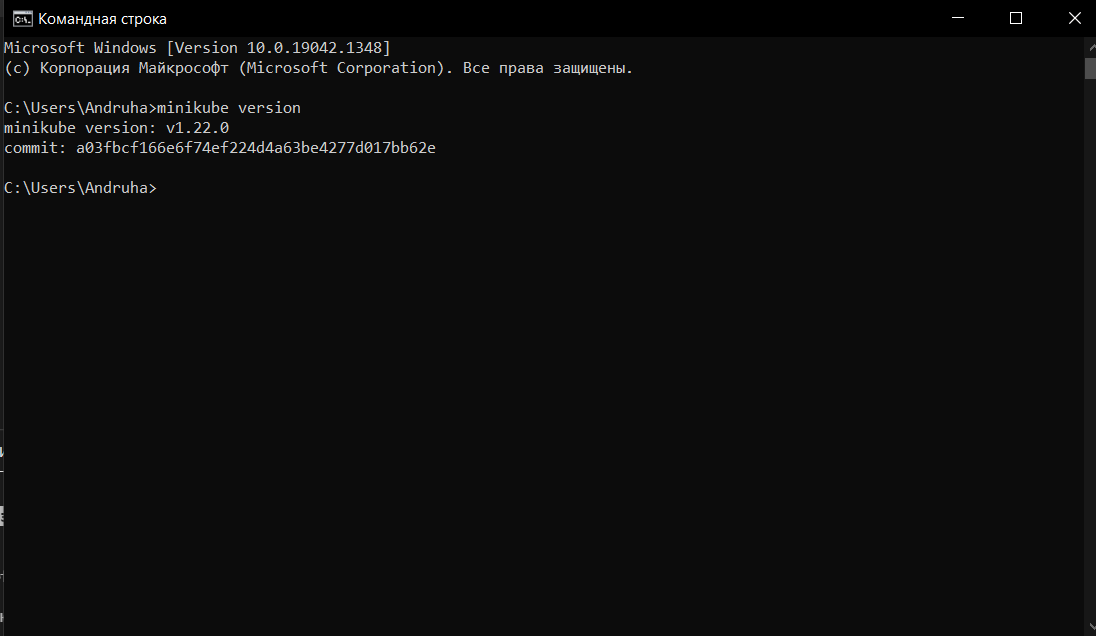 Командная строка
Microsoft Windows [Version 10.0.19042.1348]
(c) Корпорация Майкрософт (Microsoft Corporation). Все права защищены.
C:\Users\Andruha>minikube version
minikube version: v1.22.0
commit: a03fbcf166e6f74ef224d4a63be4277d017bb62e
C:\Users\Andruha>